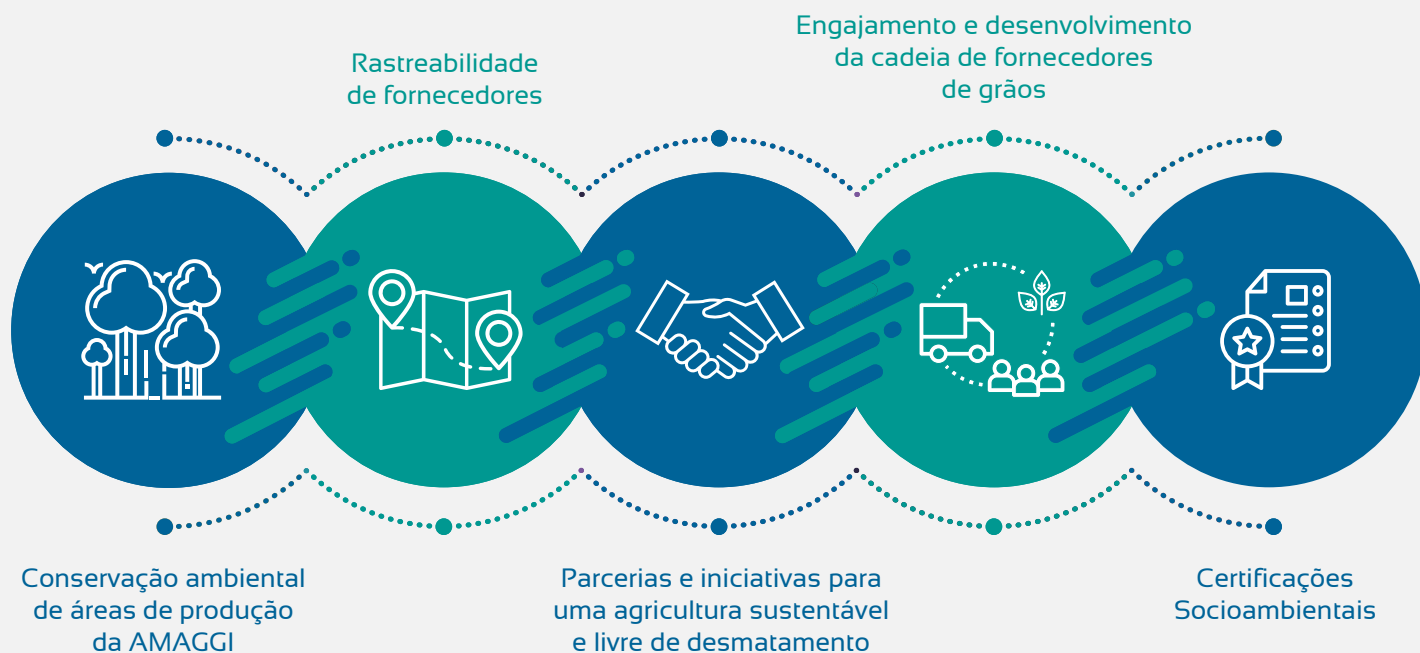 Conservação ambiental
de áreas de produção
da AMAGGI
Rastreabilidade
de fornecedores
Parcerias e iniciativas para
uma agricultura sustentável
e livre de desmatamento
Engajamento e desenvolvimento
da cadeia de fornecedores
de grãos
Certificações
Socioambientais